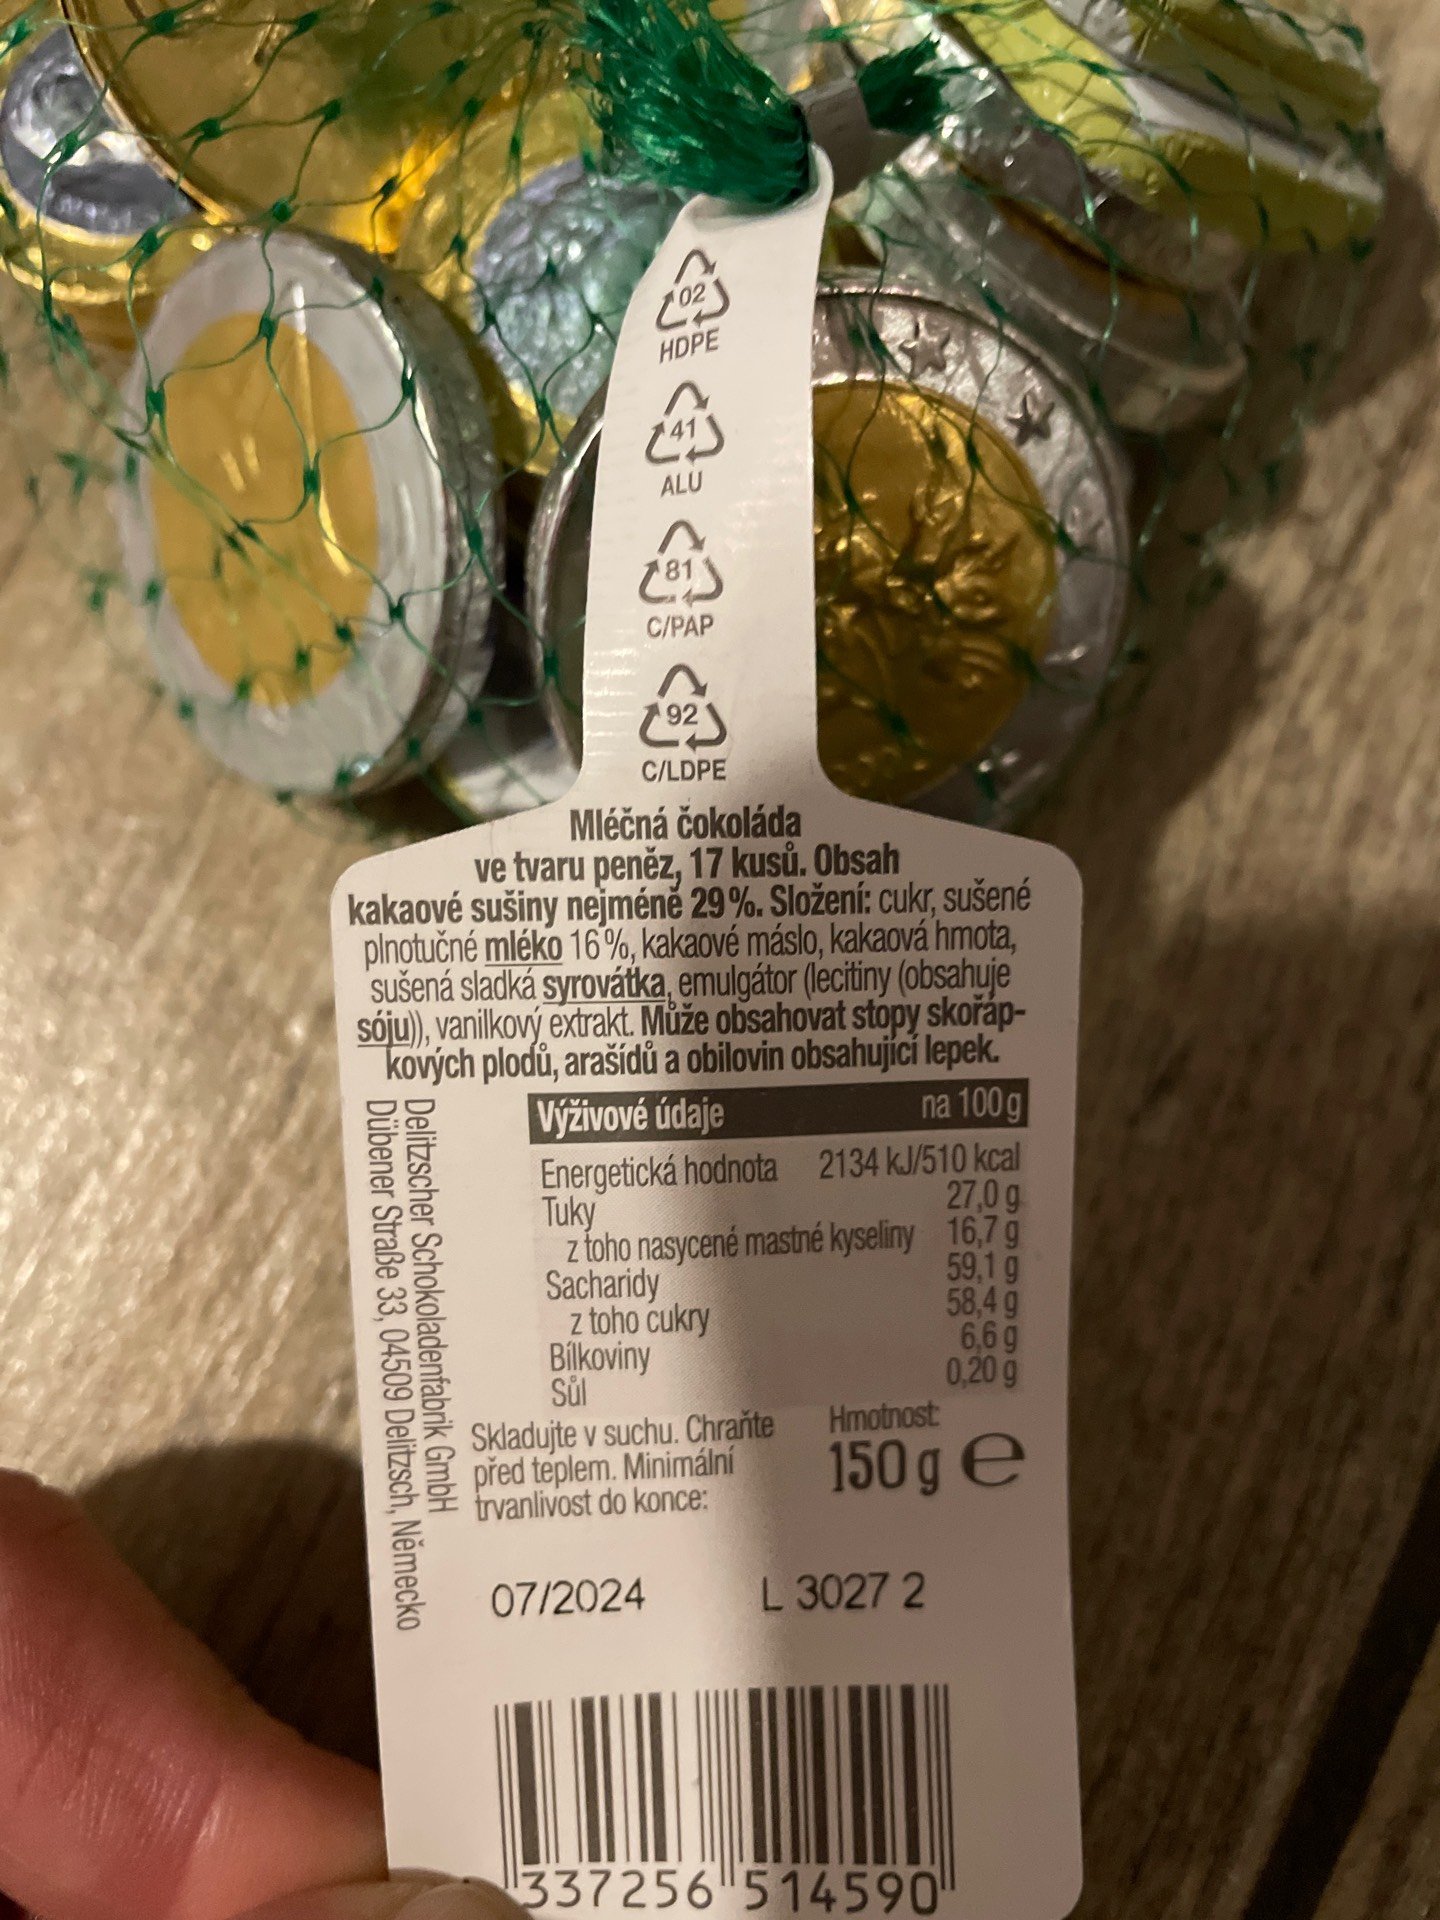 02
HDPE
41
ALU
81
C/PAP
92
C/LDPE
Mléčná čokoláda
ve tvaru peněz, 17 kusů. Obsah
kakaové sušiny nejméně 29%. Složení: cukr, sušené
plnotučné mléko 16%, kakaové máslo, kakaová hmota,
sušená sladká syrovátka, emulgátor (lecitiny (obsahuje
sóju)), vanilkový extrakt. Může obsahovat stopy skořáp-
kových plodů, arašídů a obilovin obsahující lepek.
Výživové údaje na 100 g
Energetická hodnota 2134 kJ/510 kcal
Tuky 27,0 g
z toho nasycené mastné kyseliny 16,7 g
Sacharidy 59,1 g
z toho cukry 58,4 g
Bílkoviny 6,6 g
Sůl 0,20 g
Delitzscher Schokoladenfabrik GmbH
Dübener Straße 33, 04509 Delitzsch, Německo
Skladujte v suchu. Chraňte
před teplem. Minimální
trvanlivost do konce:
Hmotnost:
150 g e
07/2024 L 3027 2
337256 514590